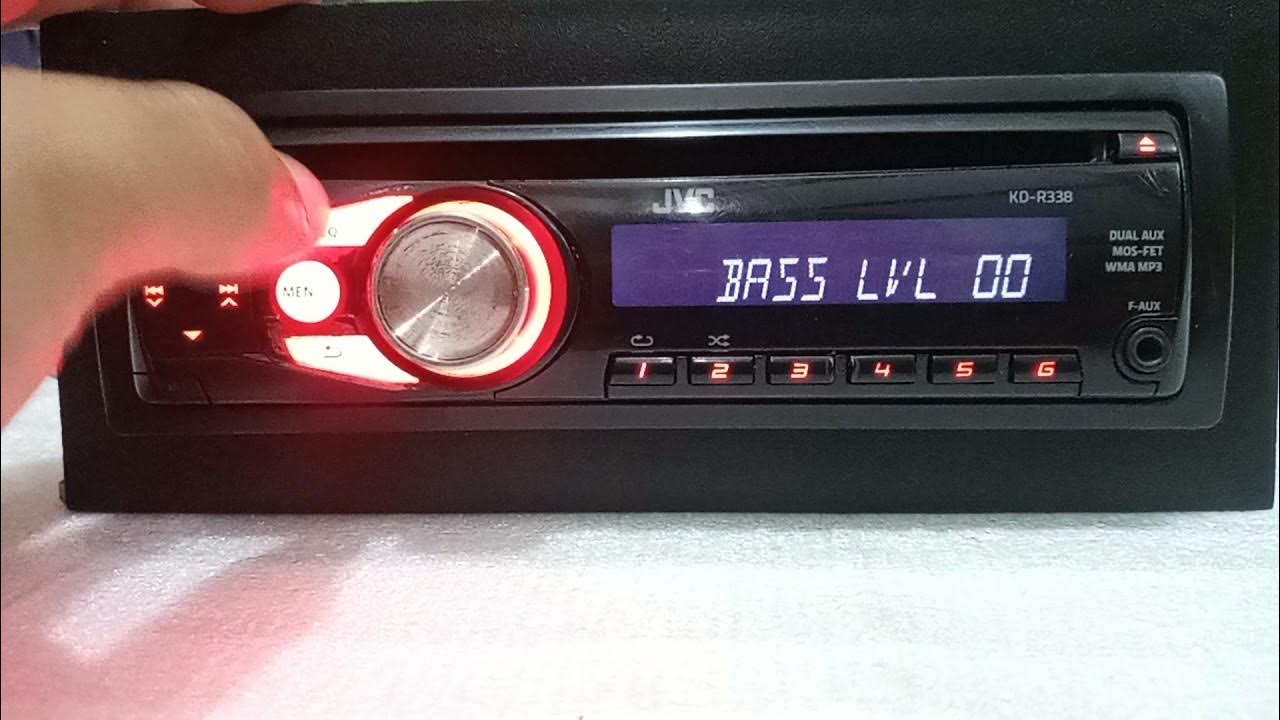 JVC
KD-R338
DUAL AUX
MOS-FET
WMA MP3
BASS LVL 00
MEN
F-AUX
1 2 3 4 5 6